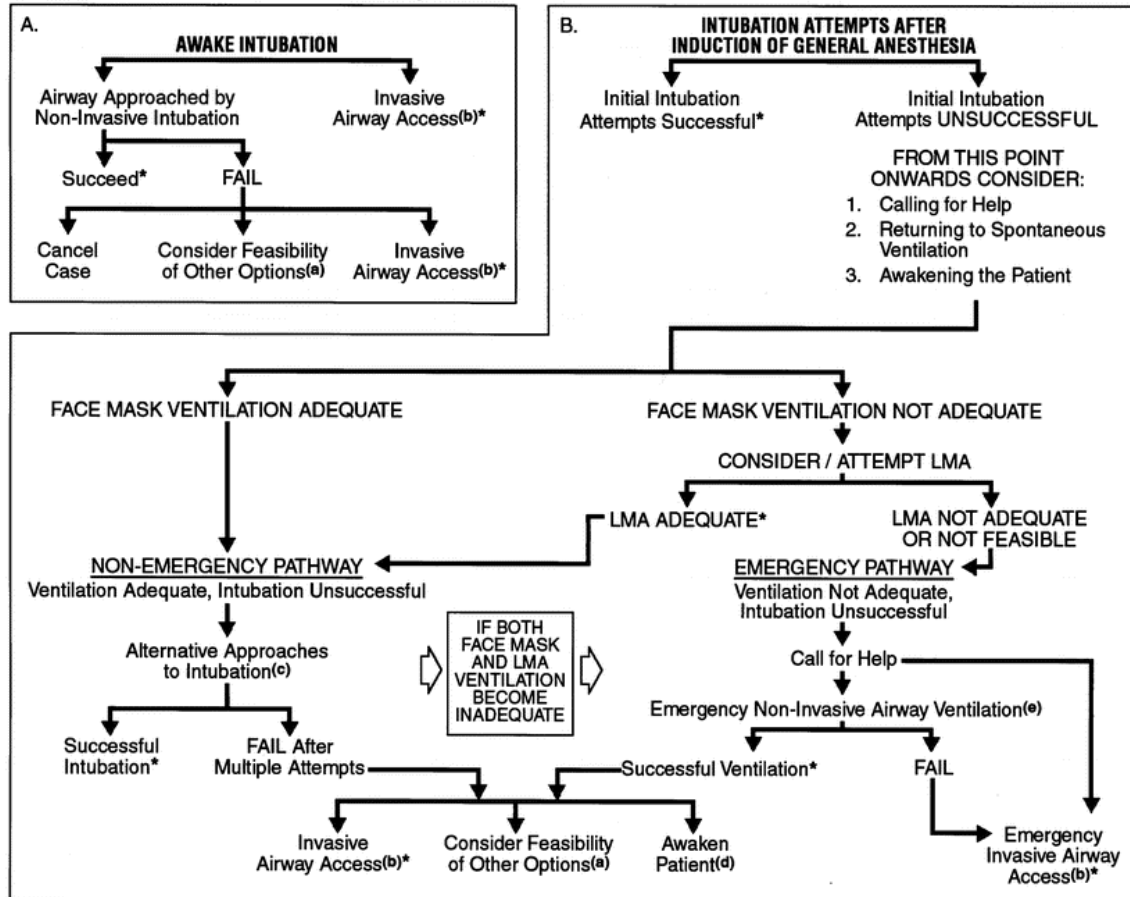 A.
AWAKE INTUBATION
Airway Approached by
Non-Invasive Intubation
Invasive
Airway Access(b)*
Succeed*
FAIL
Cancel
Case
Consider Feasibility
of Other Options(a)
Invasive
Airway Access(b)*
B.
INTUBATION ATTEMPTS AFTER
INDUCTION OF GENERAL ANESTHESIA
Initial Intubation
Attempts Successful*
Initial Intubation
Attempts UNSUCCESSFUL
FROM THIS POINT
ONWARDS CONSIDER:
1. Calling for Help
2. Returning to Spontaneous
Ventilation
3. Awakening the Patient
FACE MASK VENTILATION ADEQUATE
FACE MASK VENTILATION NOT ADEQUATE
CONSIDER / ATTEMPT LMA
LMA ADEQUATE*
LMA NOT ADEQUATE
OR NOT FEASIBLE
NON-EMERGENCY PATHWAY
Ventilation Adequate, Intubation Unsuccessful
EMERGENCY PATHWAY
Ventilation Not Adequate,
Intubation Unsuccessful
Alternative Approaches
to Intubation(c)
IF BOTH
FACE MASK
AND LMA
VENTILATION
BECOME
INADEQUATE
Call for Help
Emergency Non-Invasive Airway Ventilation(e)
Successful
Intubation*
FAIL After
Multiple Attempts
Successful Ventilation*
FAIL
Invasive
Airway Access(b)*
Consider Feasibility
of Other Options(a)
Awaken
Patient(d)
Emergency
Invasive Airway
Access(b)*